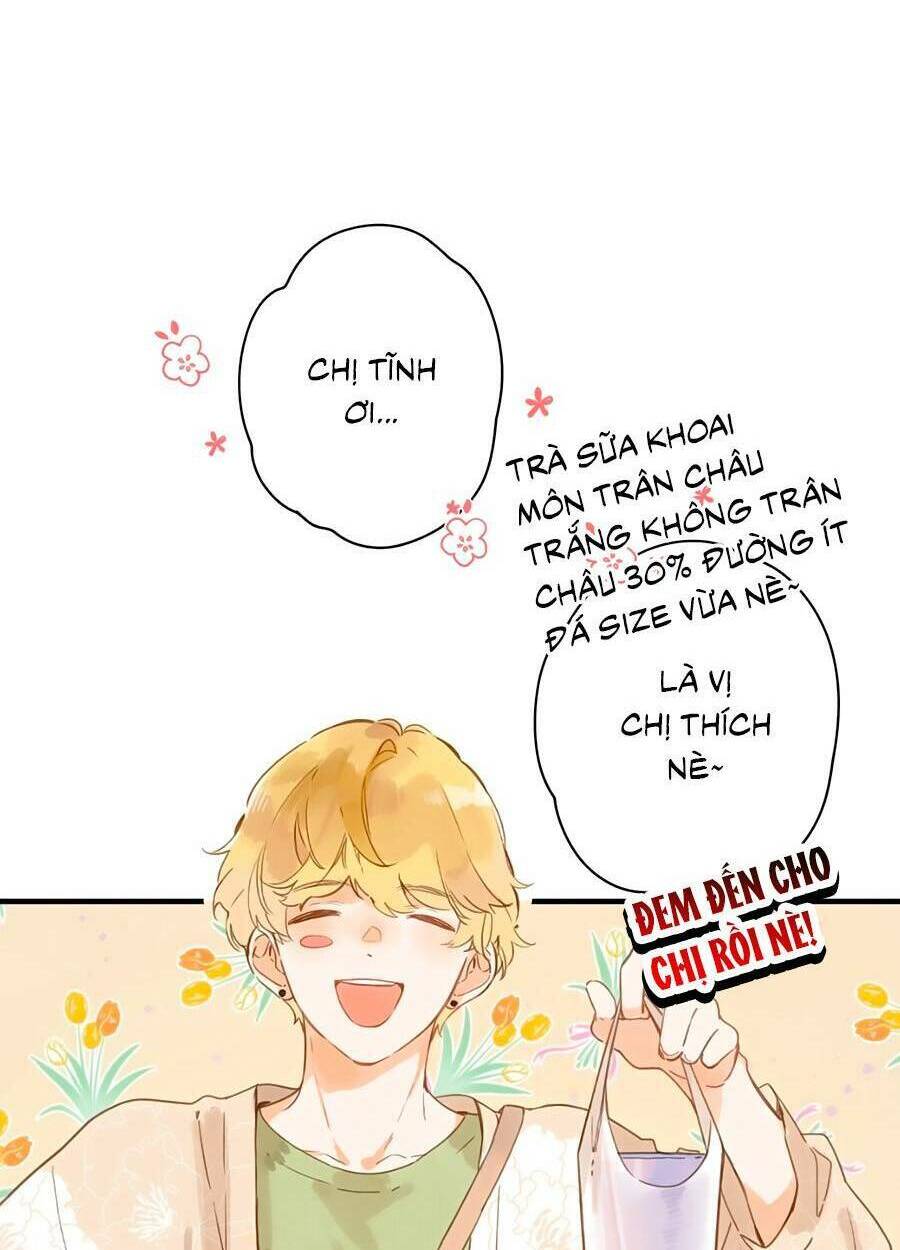 CHỊ TĨNH
ƠI...
TRÀ SỮA KHOAI
MÔN TRÂN CHÂU
TRẮNG KHÔNG TRÂN
CHÂU 30% ĐƯỜNG ÍT
ĐÁ SIZE VỪA NÈ~
LÀ VỊ
CHỊ THÍCH
NÈ~
ĐEM ĐẾN CHO
CHỊ RỒI NÈ!